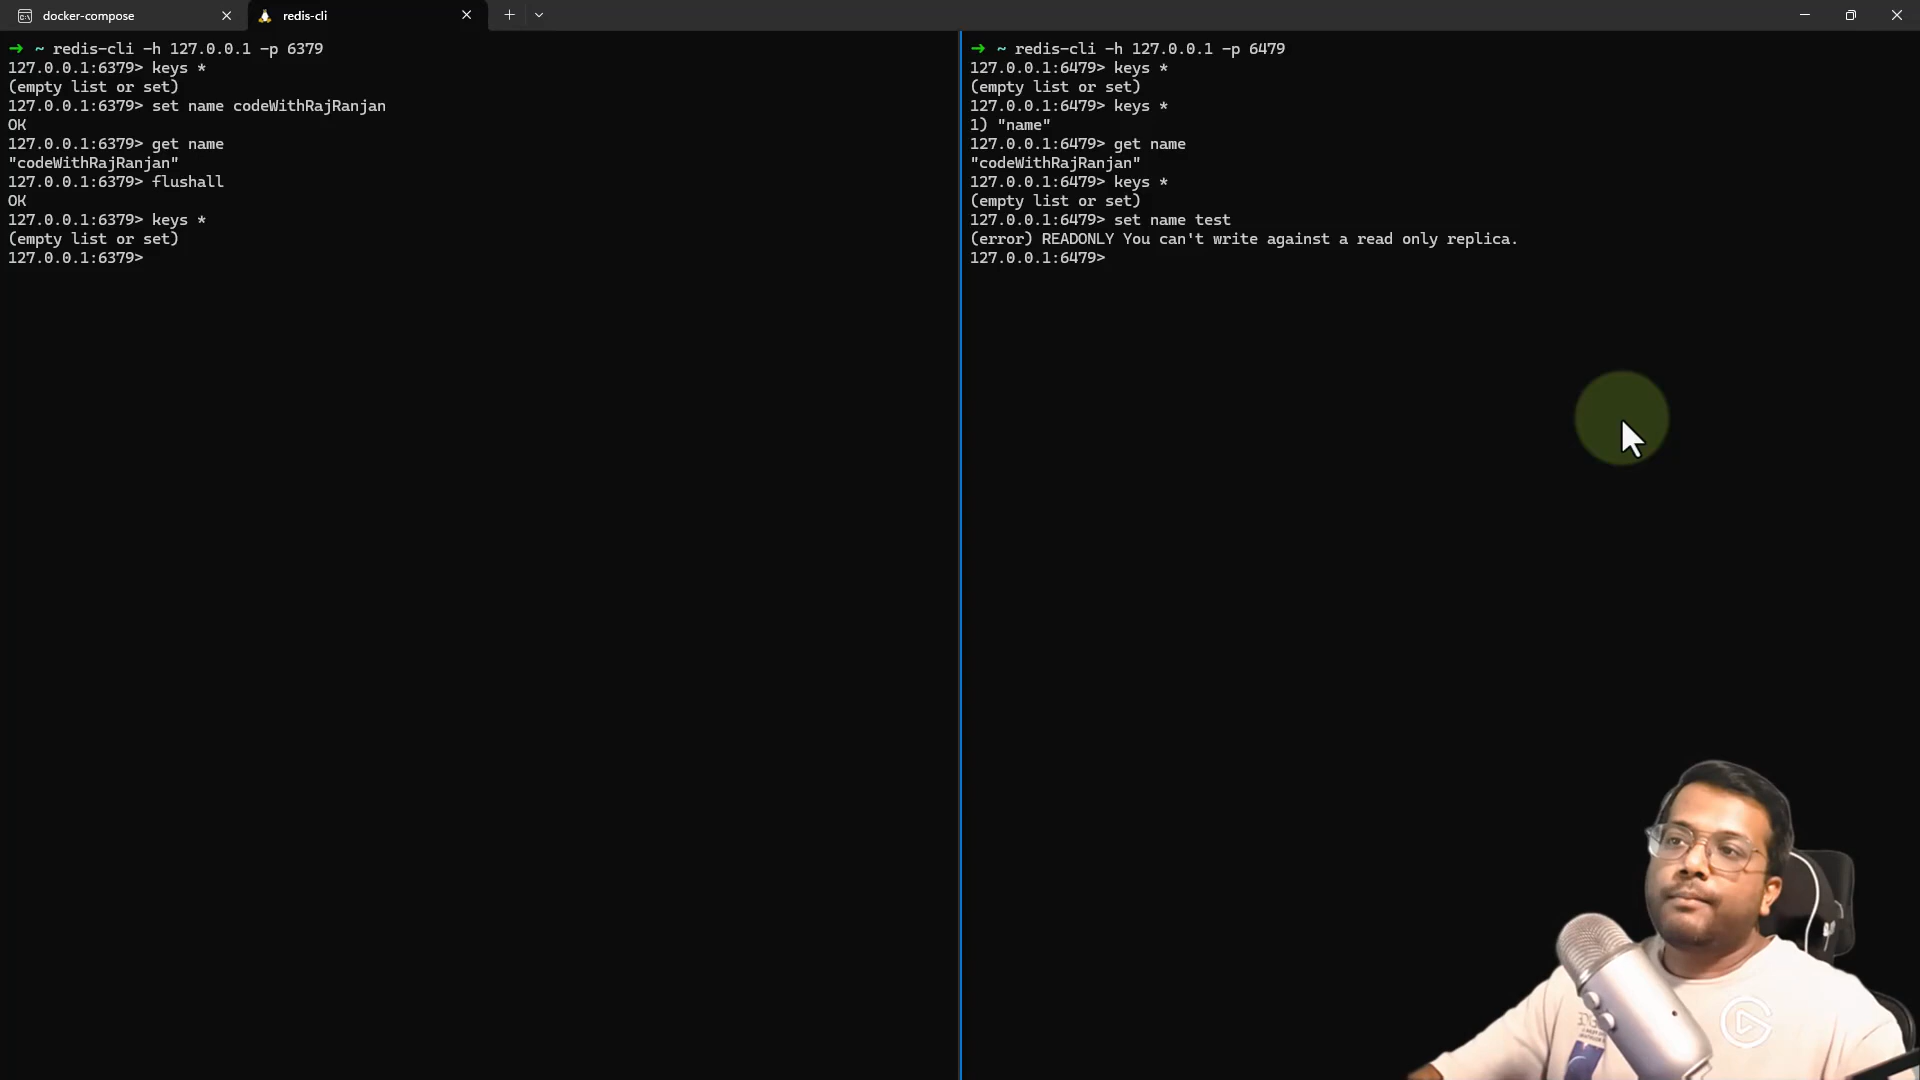 docker-compose
redis-cli
➜ ~ redis-cli -h 127.0.0.1 -p 6379
127.0.0.1:6379> keys *
(empty list or set)
127.0.0.1:6379> set name codeWithRajRanjan
OK
127.0.0.1:6379> get name
"codeWithRajRanjan"
127.0.0.1:6379> flushall
OK
127.0.0.1:6379> keys *
(empty list or set)
127.0.0.1:6379>
➜ ~ redis-cli -h 127.0.0.1 -p 6479
127.0.0.1:6479> keys *
(empty list or set)
127.0.0.1:6479> keys *
1) "name"
127.0.0.1:6479> get name
"codeWithRajRanjan"
127.0.0.1:6479> keys *
(empty list or set)
127.0.0.1:6479> set name test
(error) READONLY You can't write against a read only replica.
127.0.0.1:6479>